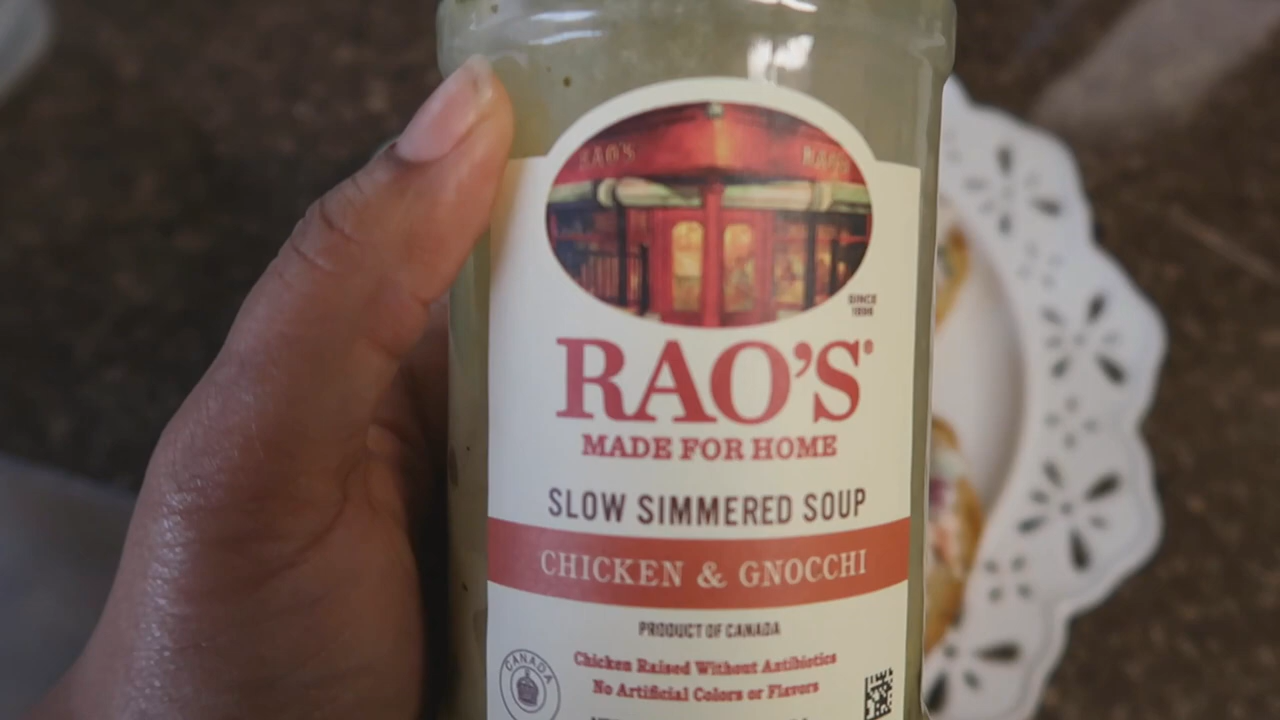 RAO'S
SINCE
1896
RAO'S®
MADE FOR HOME
SLOW SIMMERED SOUP
CHICKEN & GNOCCHI
PRODUCT OF CANADA
CANADA
Chicken Raised Without Antibiotics
No Artificial Colors or Flavors